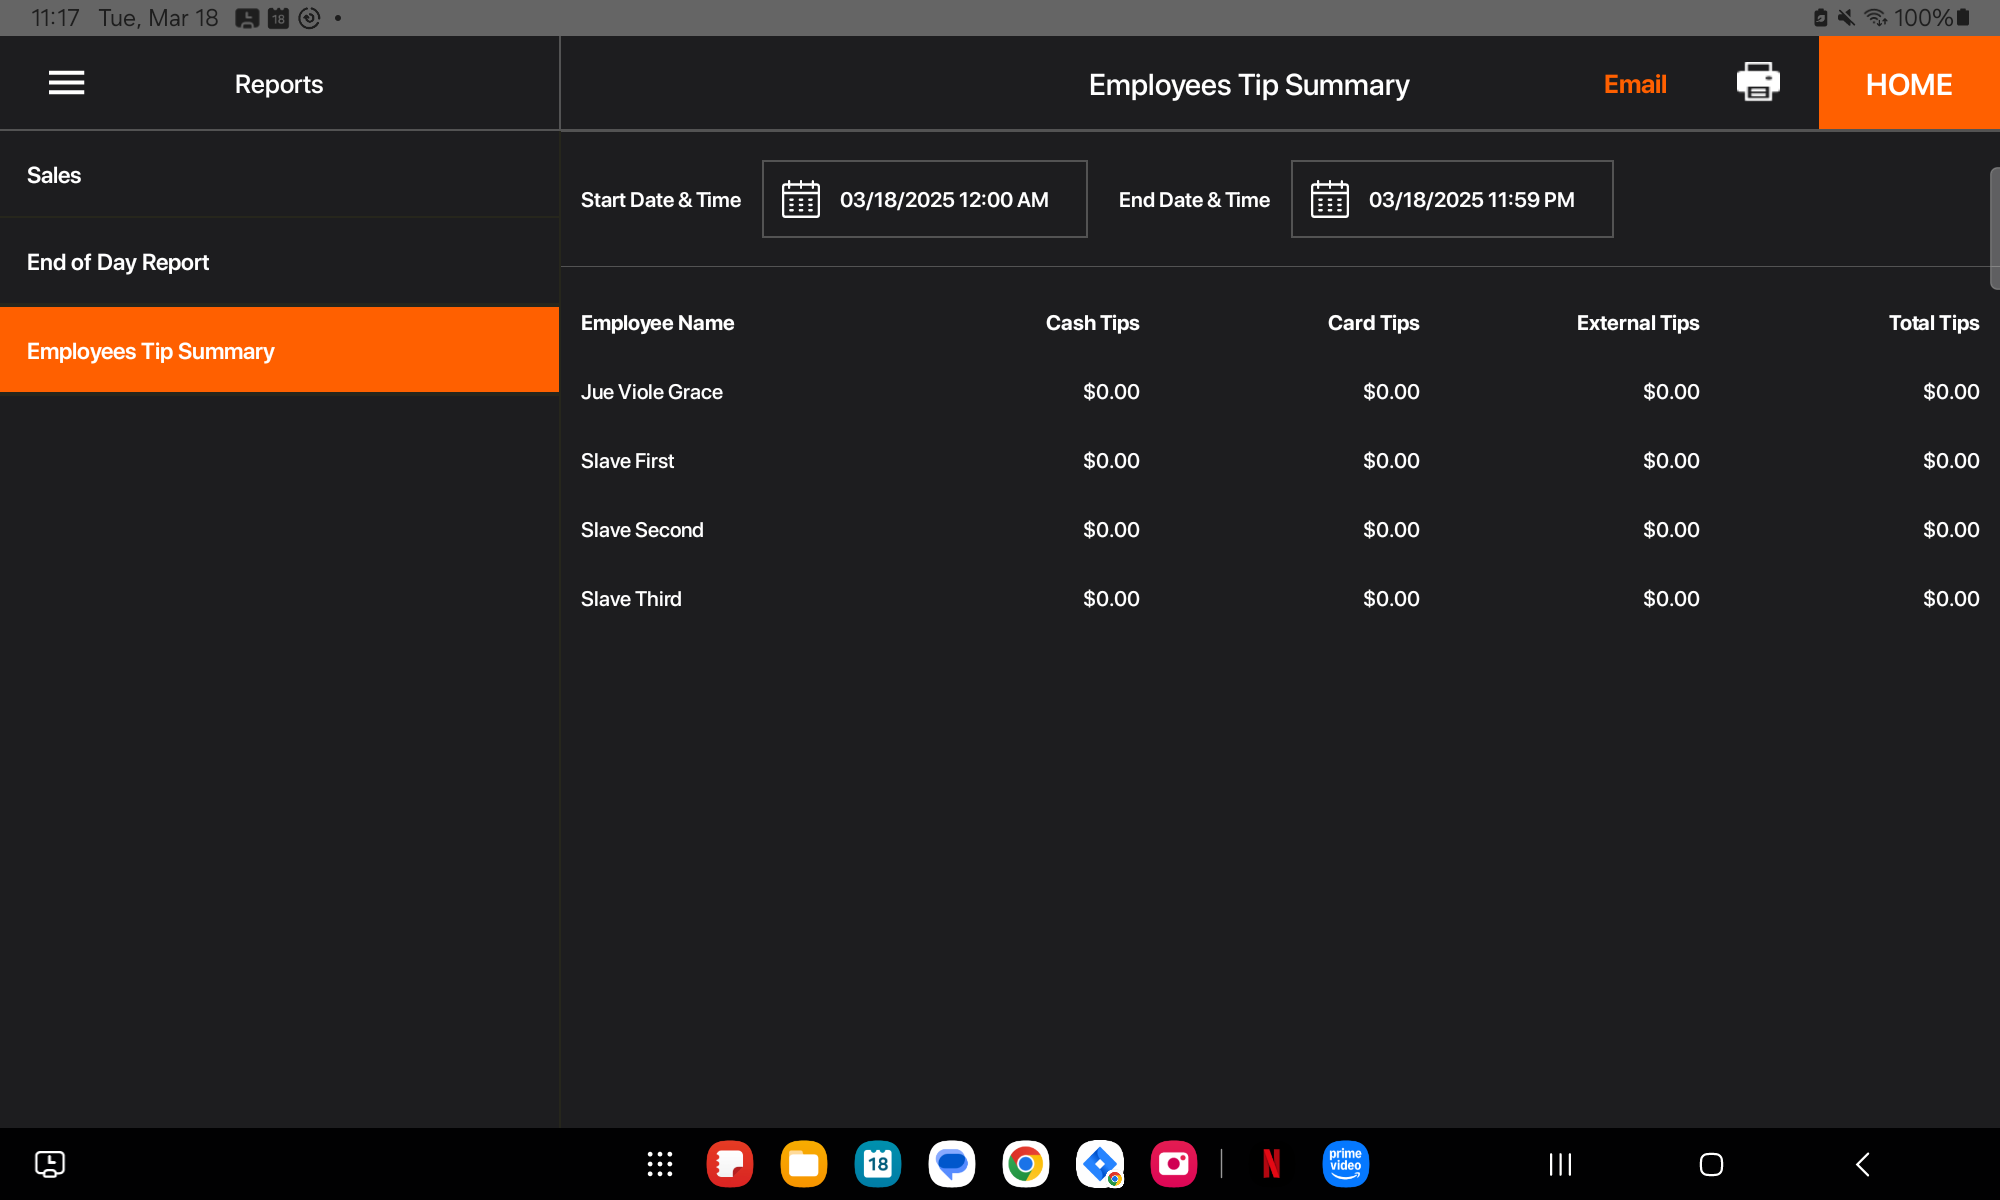 11:17 Tue, Mar 18 18 100%
Reports
Employees Tip Summary
Email
HOME
Sales
End of Day Report
Employees Tip Summary
Start Date & Time 03/18/2025 12:00 AM End Date & Time 03/18/2025 11:59 PM
Employee Name Cash Tips Card Tips External Tips Total Tips
Jue Viole Grace $0.00 $0.00 $0.00 $0.00
Slave First $0.00 $0.00 $0.00 $0.00
Slave Second $0.00 $0.00 $0.00 $0.00
Slave Third $0.00 $0.00 $0.00 $0.00
18
N
prime
video